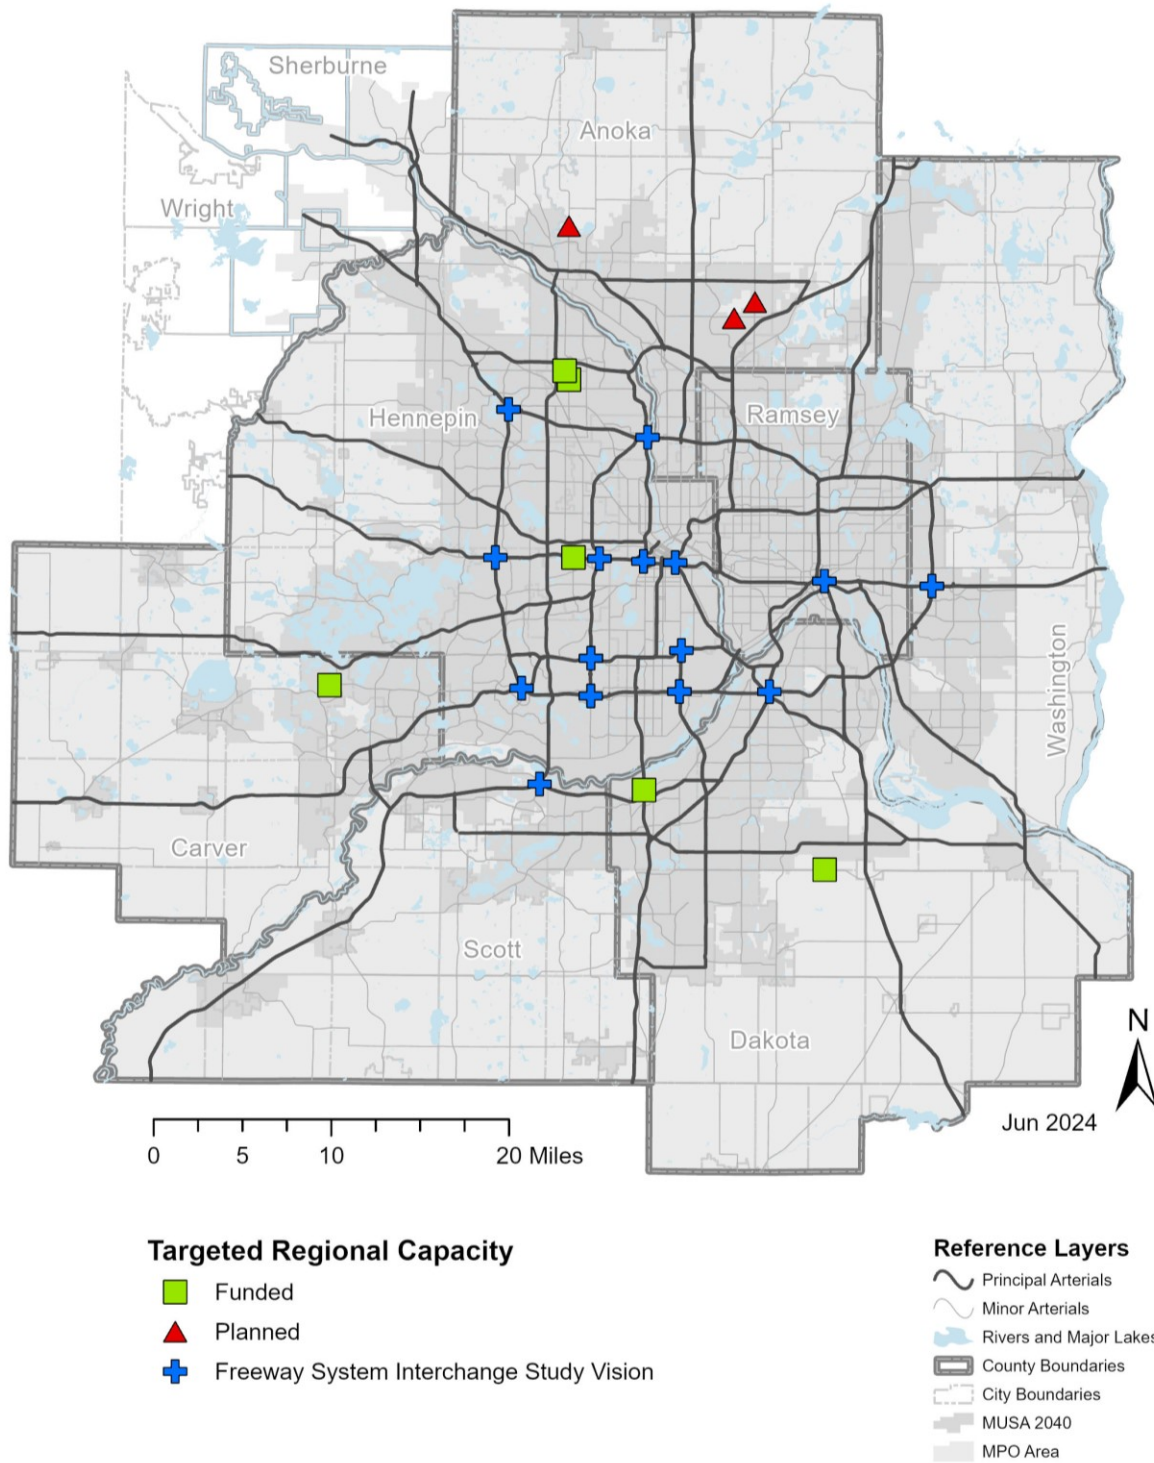 Sherburne
Anoka
Wright
Hennepin
Ramsey
Washington
Carver
Scott
Dakota
N
Jun 2024
0 5 10 20 Miles
Targeted Regional Capacity
Funded
Planned
Freeway System Interchange Study Vision
Reference Layers
Principal Arterials
Minor Arterials
Rivers and Major Lakes
County Boundaries
City Boundaries
MUSA 2040
MPO Area